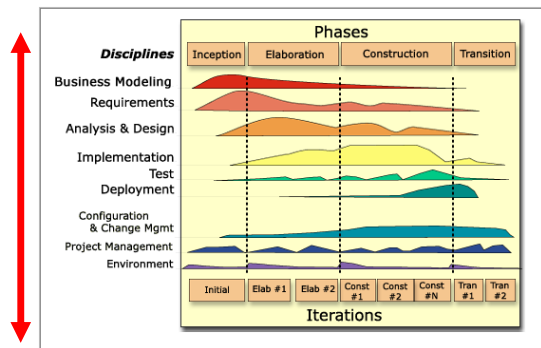 Phases
Disciplines
Inception Elaboration Construction Transition
Business Modeling
Requirements
Analysis & Design
Implementation
Test
Deployment
Configuration
& Change Mgmt
Project Management
Environment
Initial Elab #1 Elab #2 Const #1 Const #2 Const #N Tran #1 Tran #2
Iterations